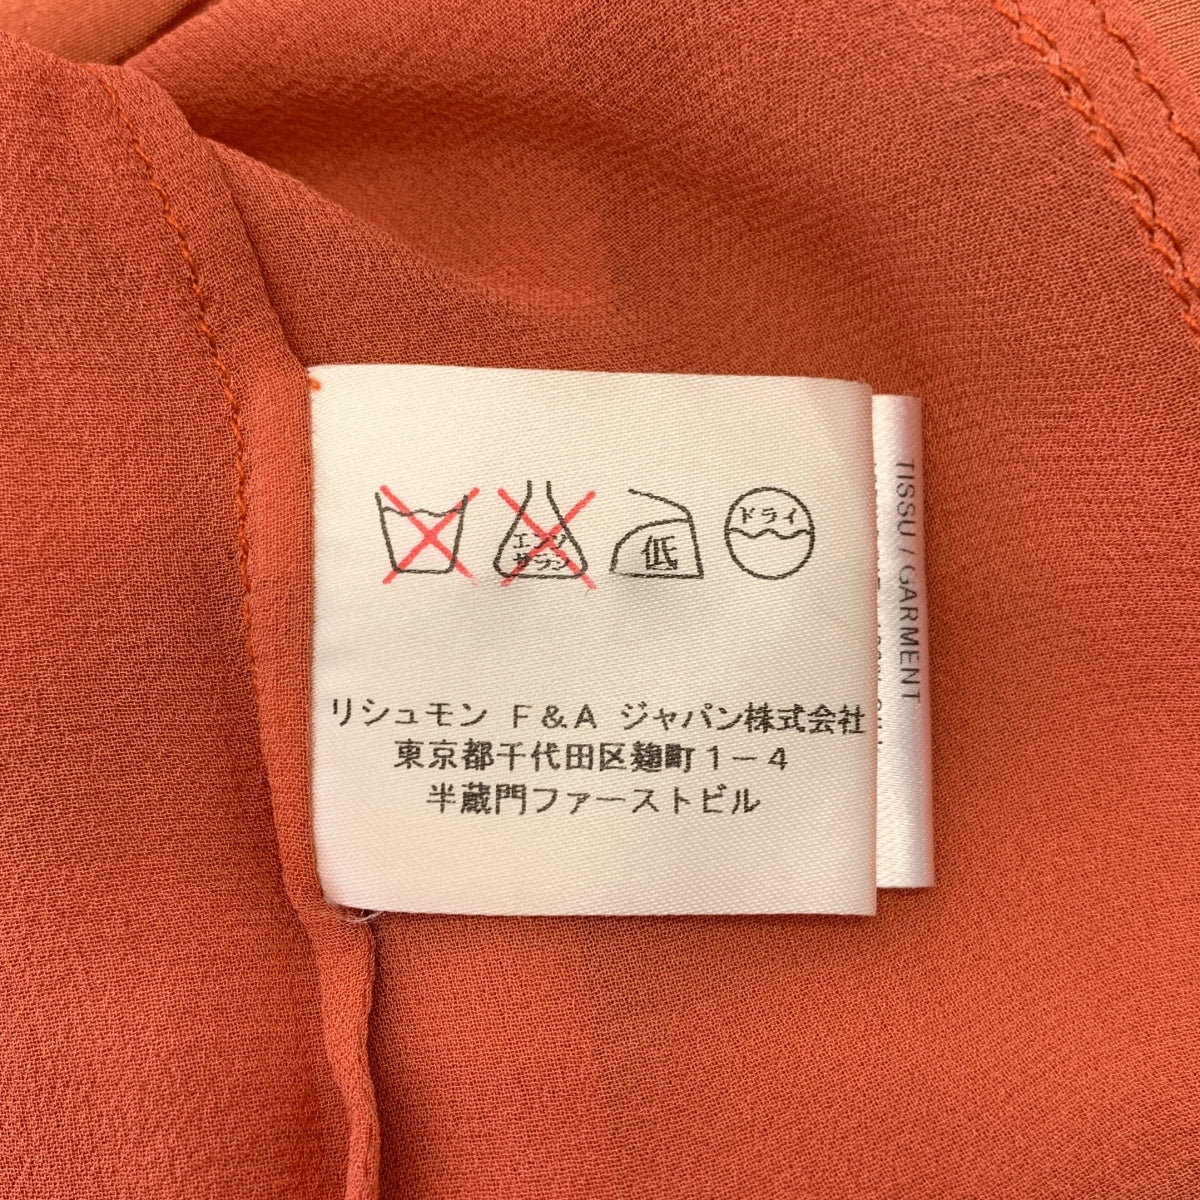 エンソ
サラシ
低
ドライ
リシュモン F&A ジャパン株式会社
東京都千代田区麹町1-4
半蔵門ファーストビル
TISSU / GARMENT